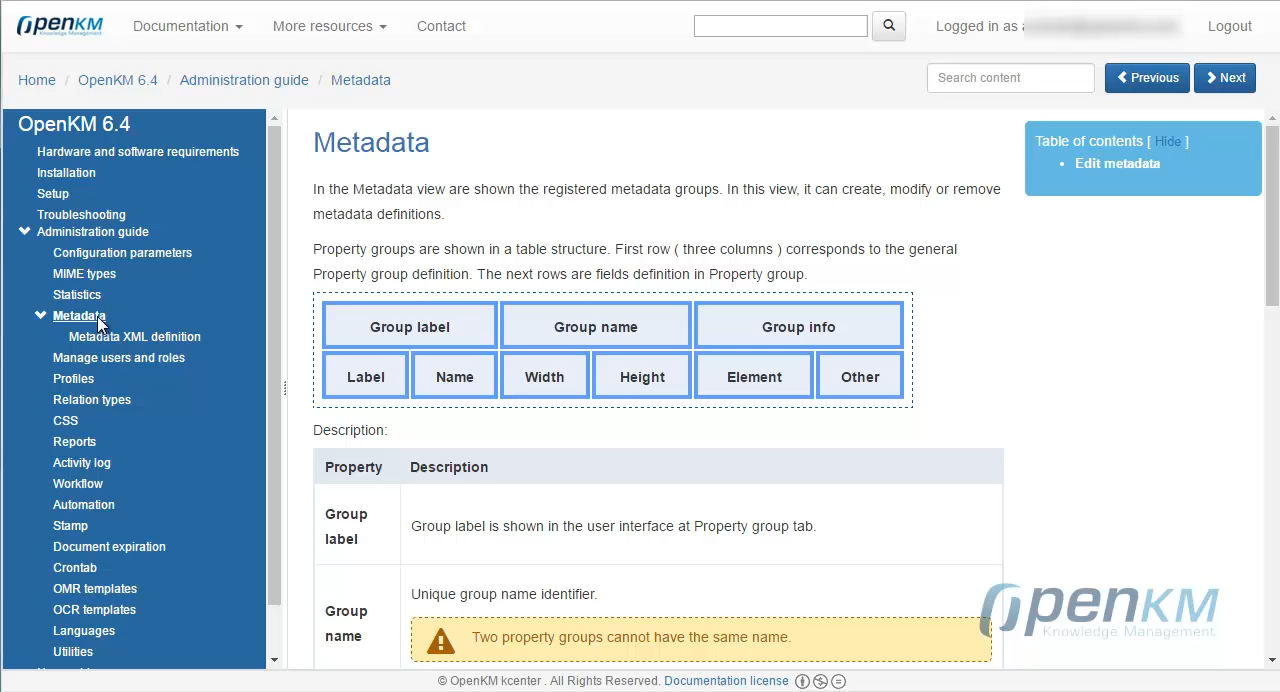 OpenKM
Knowledge Management
Documentation
More resources
Contact
Logged in as
Logout
Home / OpenKM 6.4 / Administration guide / Metadata
Search content
Previous
Next
OpenKM 6.4
Hardware and software requirements
Installation
Setup
Troubleshooting
Administration guide
Configuration parameters
MIME types
Statistics
Metadata
Metadata XML definition
Manage users and roles
Profiles
Relation types
CSS
Reports
Activity log
Workflow
Automation
Stamp
Document expiration
Crontab
OMR templates
OCR templates
Languages
Utilities
Metadata
In the Metadata view are shown the registered metadata groups. In this view, it can create, modify or remove
metadata definitions.
Property groups are shown in a table structure. First row ( three columns ) corresponds to the general
Property group definition. The next rows are fields definition in Property group.
Group label Group name Group info
Label Name Width Height Element Other
Description:
Property Description
Group
label
Group label is shown in the user interface at Property group tab.
Group
name
Unique group name identifier.
Two property groups cannot have the same name.
Table of contents [ Hide ]
• Edit metadata
OpenKM
Knowledge Management
© OpenKM kcenter . All Rights Reserved. Documentation license